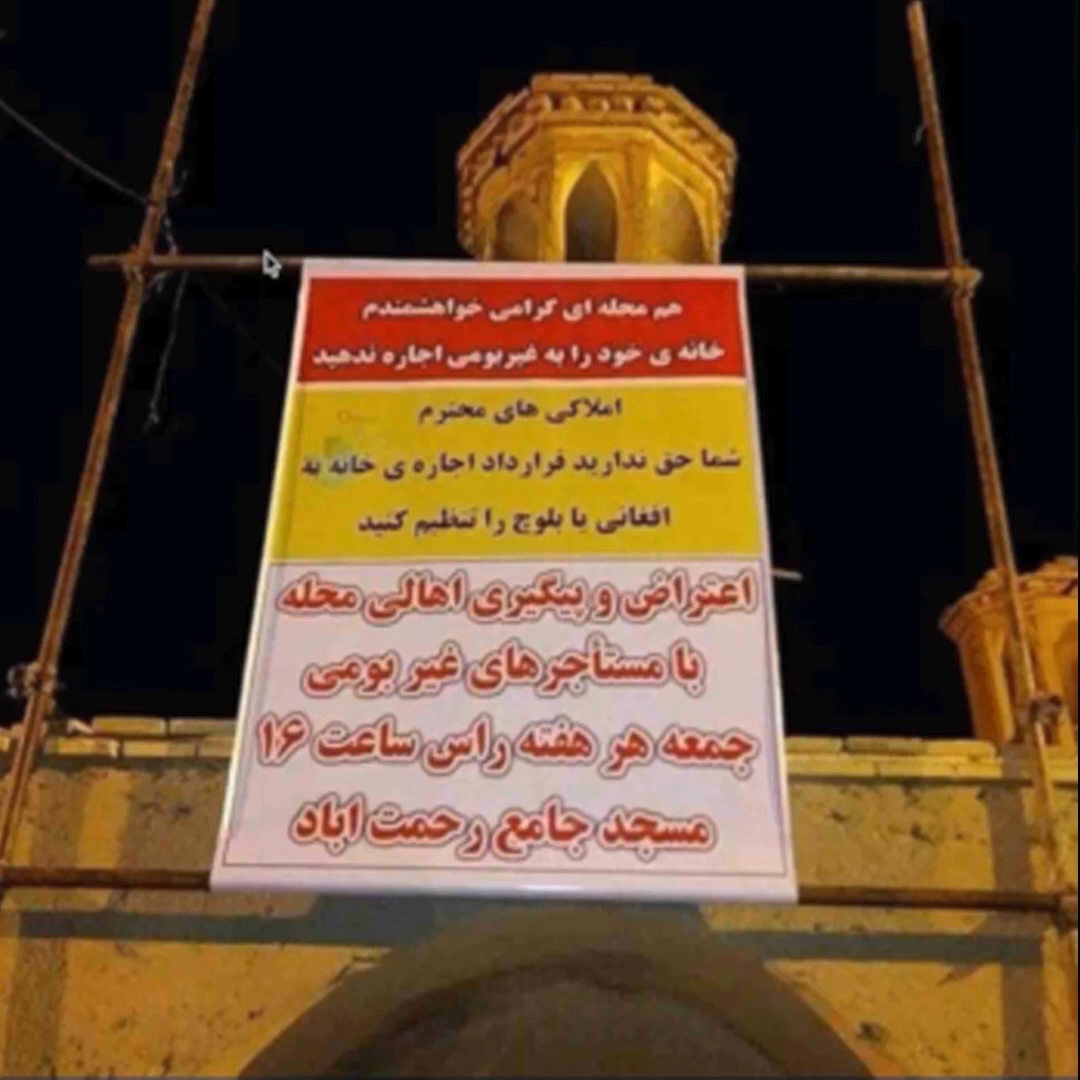 هم محله ای گرامی خواهشمندم
خانه ی خود را به غیربومی اجاره ندهید
املاکی های محترم
شما حق ندارید قرارداد اجاره ی خانه به
افغانی یا بلوچ را تنظیم کنید
اعتراض و پیگیری اهالی محله
با مستأجرهای غیر بومی
جمعه هر هفته راس ساعت ۱۶
مسجد جامع رحمت اباد